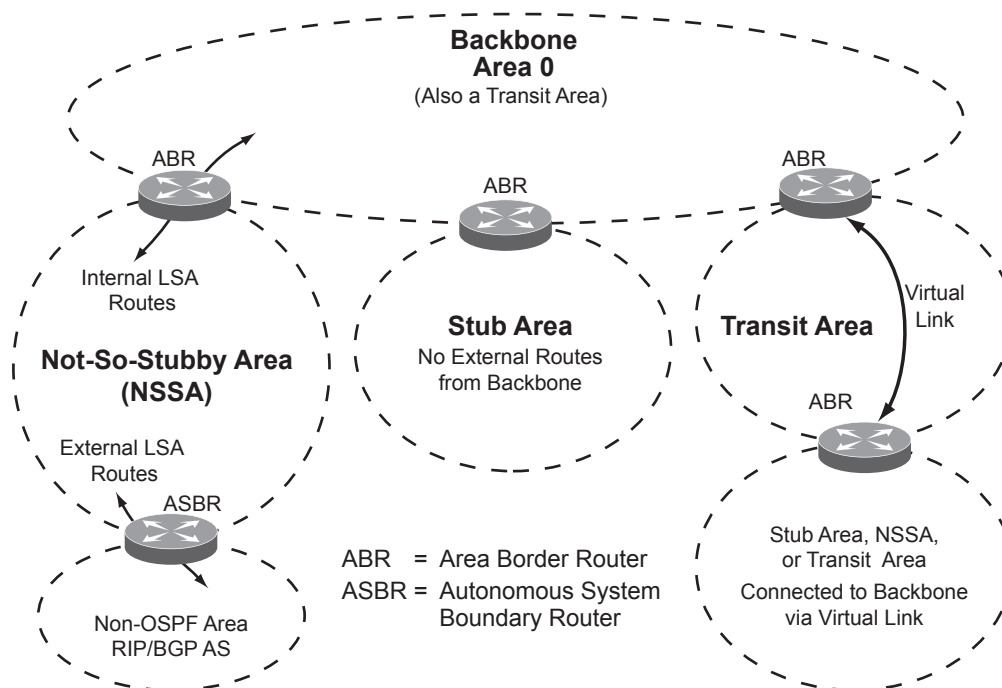 Backbone
Area 0
(Also a Transit Area)
ABR
ABR
ABR
Internal LSA
Routes
Virtual
Link
Stub Area
No External Routes
from Backbone
Transit Area
Not-So-Stubby Area
(NSSA)
ABR
External LSA
Routes
ASBR
ABR = Area Border Router
ASBR = Autonomous System
Boundary Router
Stub Area, NSSA,
or Transit Area
Connected to Backbone
via Virtual Link
Non-OSPF Area
RIP/BGP AS